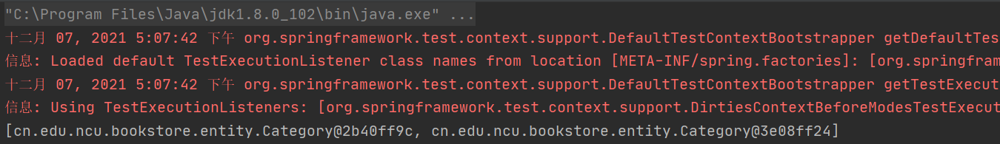 "C:\Program Files\Java\jdk1.8.0_102\bin\java.exe" ...
十二月 07, 2021 5:07:42 下午 org.springframework.test.context.support.DefaultTestContextBootstrapper getDefaultTes
信息: Loaded default TestExecutionListener class names from location [META-INF/spring.factories]: [org.springfram
十二月 07, 2021 5:07:42 下午 org.springframework.test.context.support.DefaultTestContextBootstrapper getTestExecut
信息: Using TestExecutionListeners: [org.springframework.test.context.support.DirtiesContextBeforeModesTestExecut
[cn.edu.ncu.bookstore.entity.Category@2b40ff9c, cn.edu.ncu.bookstore.entity.Category@3e08ff24]